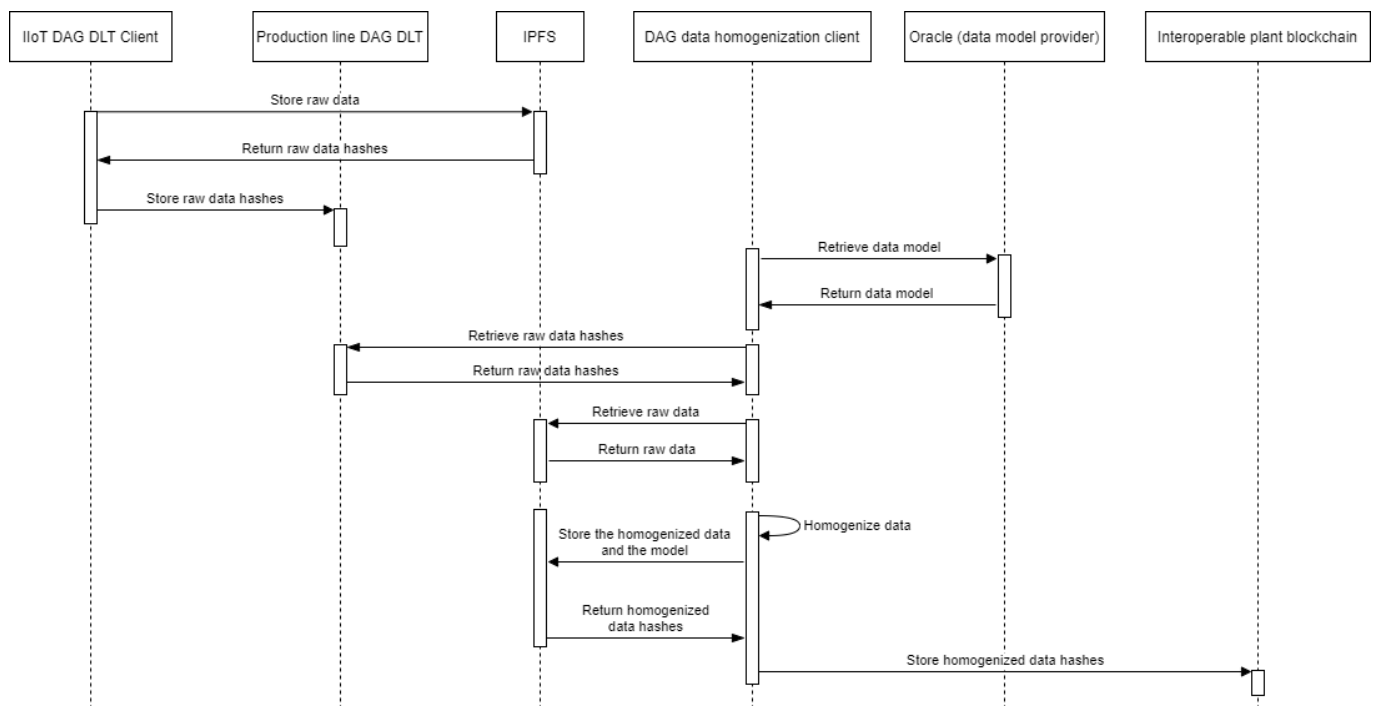 IIoT DAG DLT Client
Production line DAG DLT
IPFS
DAG data homogenization client
Oracle (data model provider)
Interoperable plant blockchain
Store raw data
Return raw data hashes
Store raw data hashes
Retrieve data model
Return data model
Retrieve raw data hashes
Return raw data hashes
Retrieve raw data
Return raw data
Homogenize data
Store the homogenized data
and the model
Return homogenized
data hashes
Store homogenized data hashes